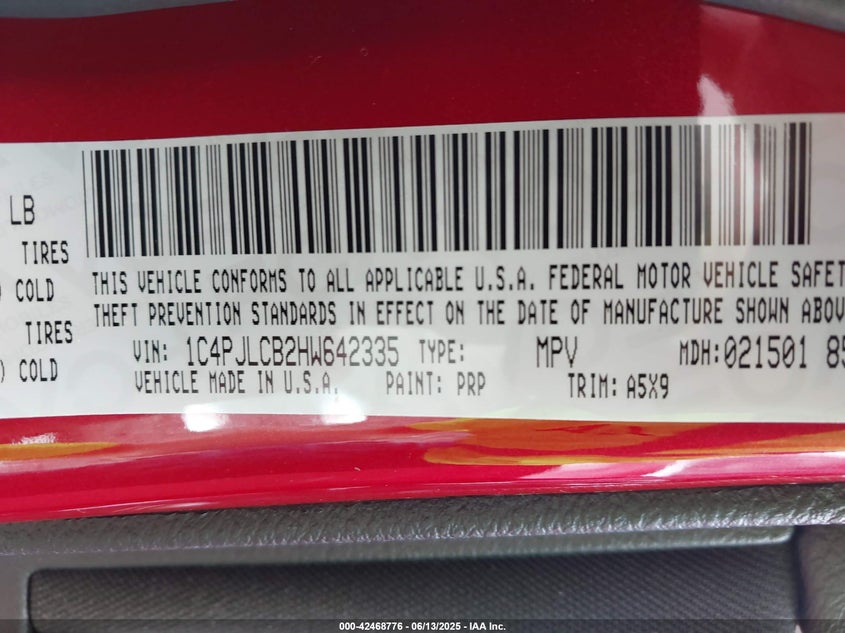 LB
TIRES
COLD
TIRES
) COLD
THIS VEHICLE CONFORMS TO ALL APPLICABLE U.S.A. FEDERAL MOTOR VEHICLE SAFET
THEFT PREVENTION STANDARDS IN EFFECT ON THE DATE OF MANUFACTURE SHOWN ABOV
VIN: 1C4PJLCB2HW642335 TYPE: MPV MDH:021501 85
VEHICLE MADE IN U.S.A. PAINT: PRP TRIM: A5X9
000-42468776 | 06/13/2025 - IAA Inc.